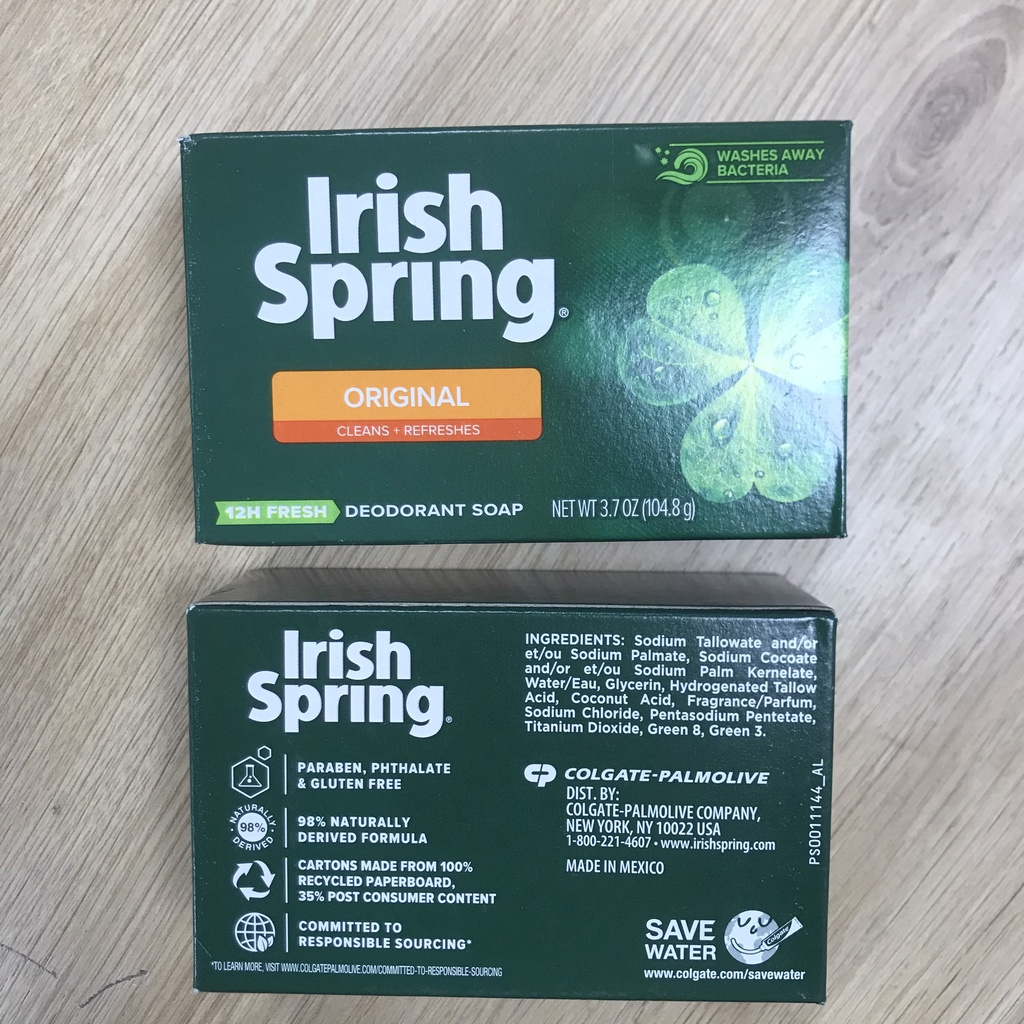 WASHES AWAY
BACTERIA
Irish
Spring®
ORIGINAL
CLEANS + REFRESHES
12H FRESH DEODORANT SOAP NET WT 3.7 OZ (104.8 g)
Irish
Spring®
PARABEN, PHTHALATE
& GLUTEN FREE
NATURALLY
98%
DERIVED
98% NATURALLY
DERIVED FORMULA
CARTONS MADE FROM 100%
RECYCLED PAPERBOARD,
35% POST CONSUMER CONTENT
COMMITTED TO
RESPONSIBLE SOURCING*
*TO LEARN MORE, VISIT WWW.COLGATEPALMOLIVE.COM/COMMITTED-TO-RESPONSIBLE-SOURCING
INGREDIENTS: Sodium Tallowate and/or
et/ou Sodium Palmate, Sodium Cocoate
and/or et/ou Sodium Palm Kernelate,
Water/Eau, Glycerin, Hydrogenated Tallow
Acid, Coconut Acid, Fragrance/Parfum,
Sodium Chloride, Pentasodium Pentetate,
Titanium Dioxide, Green 8, Green 3.
CP COLGATE-PALMOLIVE
DIST. BY:
COLGATE-PALMOLIVE COMPANY,
NEW YORK, NY 10022 USA
1-800-221-4607 • www.irishspring.com
MADE IN MEXICO
PS0011144_AL
SAVE
WATER
Colgate
www.colgate.com/savewater